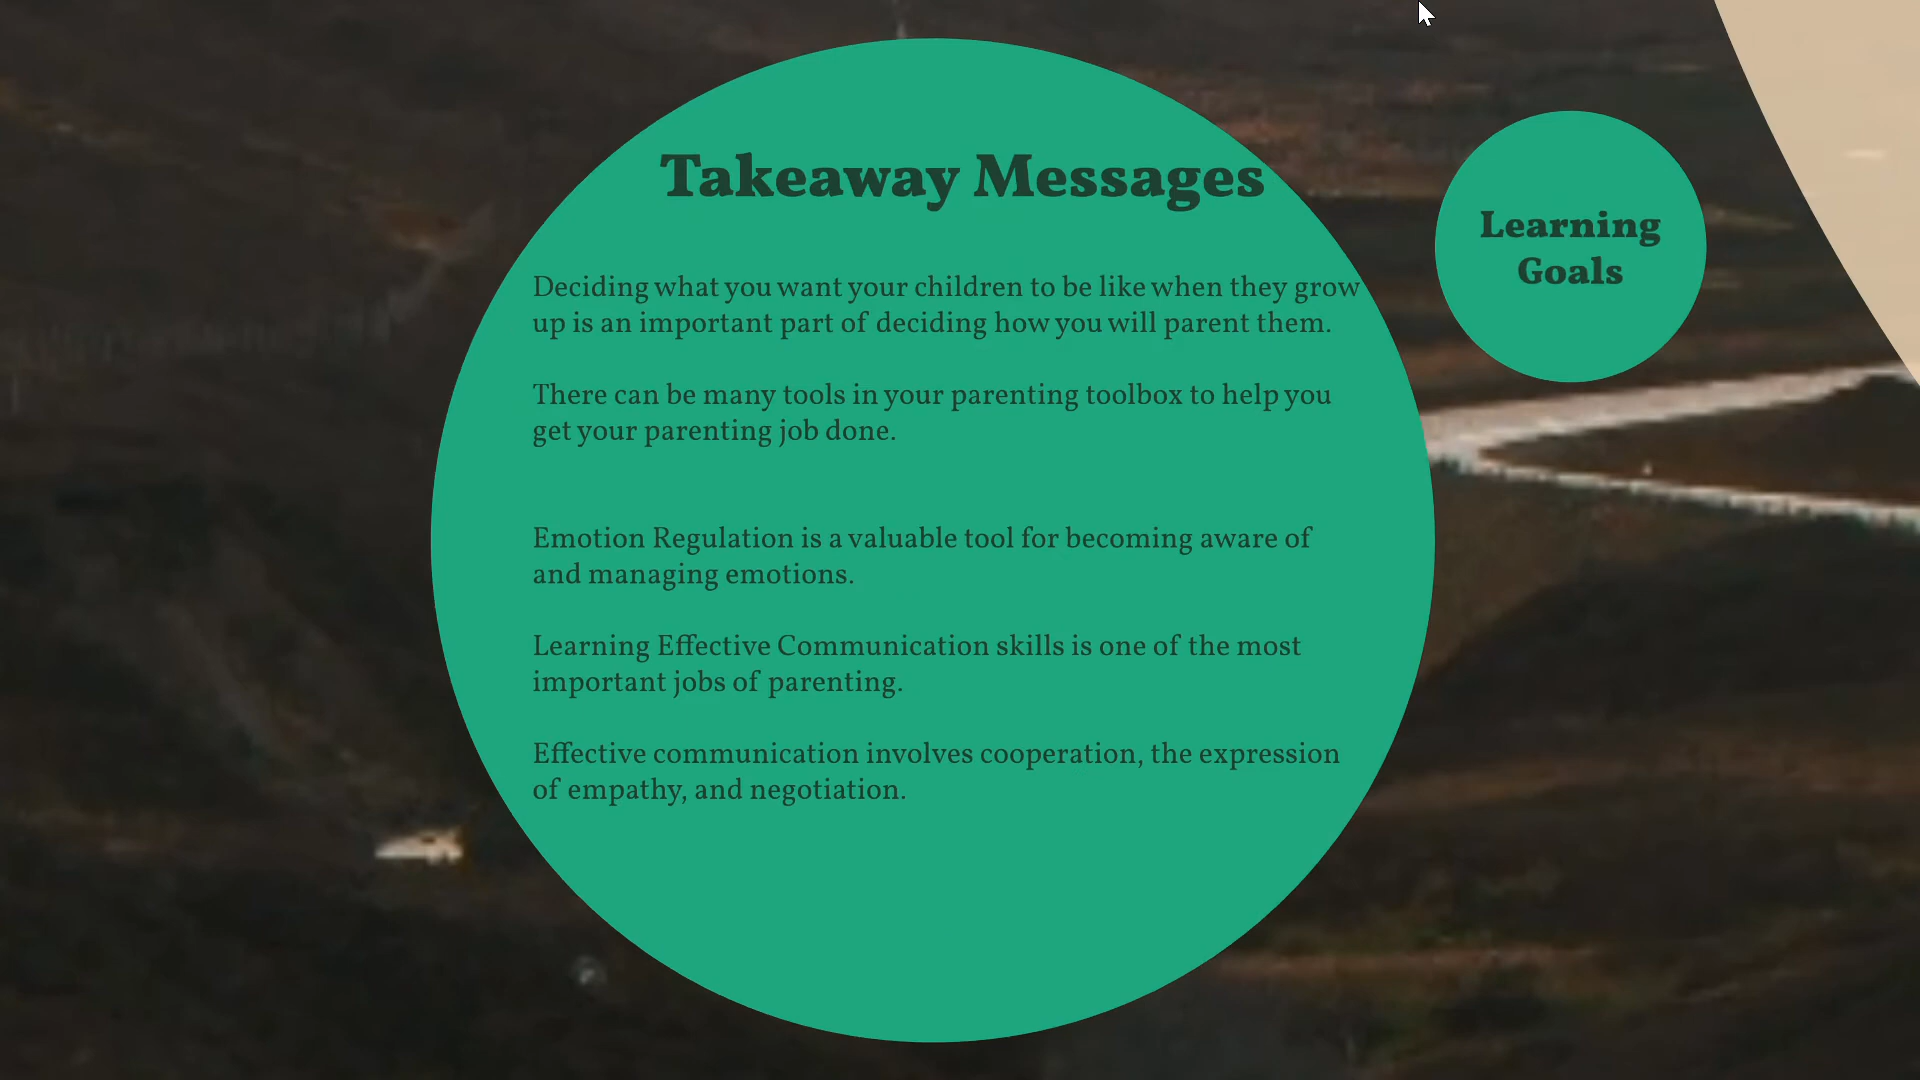 Takeaway Messages
Deciding what you want your children to be like when they grow
up is an important part of deciding how you will parent them.
There can be many tools in your parenting toolbox to help you
get your parenting job done.
Emotion Regulation is a valuable tool for becoming aware of
and managing emotions.
Learning Effective Communication skills is one of the most
important jobs of parenting.
Effective communication involves cooperation, the expression
of empathy, and negotiation.
Learning
Goals